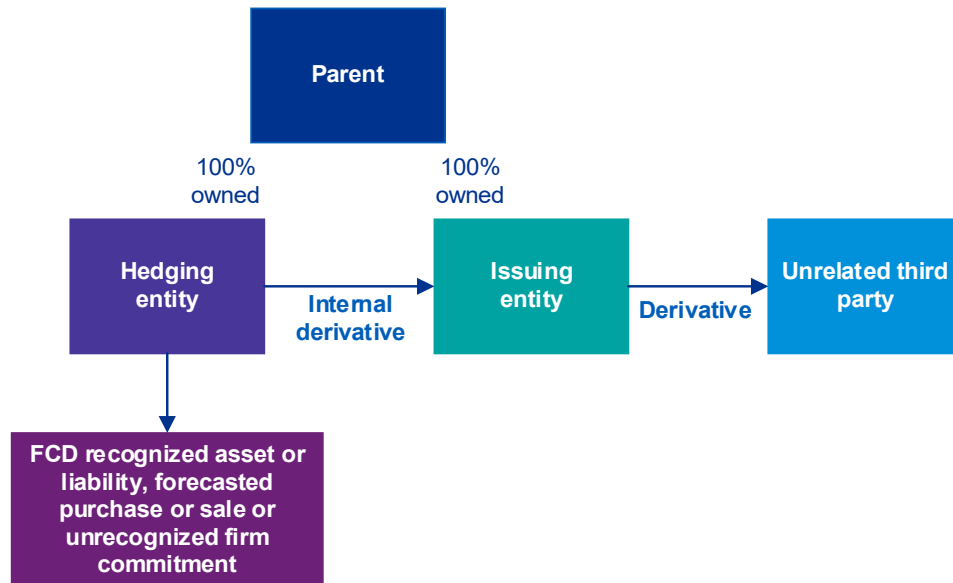 Parent
100%
owned
100%
owned
Hedging
entity
Internal
derivative
Issuing
entity
Derivative
Unrelated third
party
FCD recognized asset or
liability, forecasted
purchase or sale or
unrecognized firm
commitment